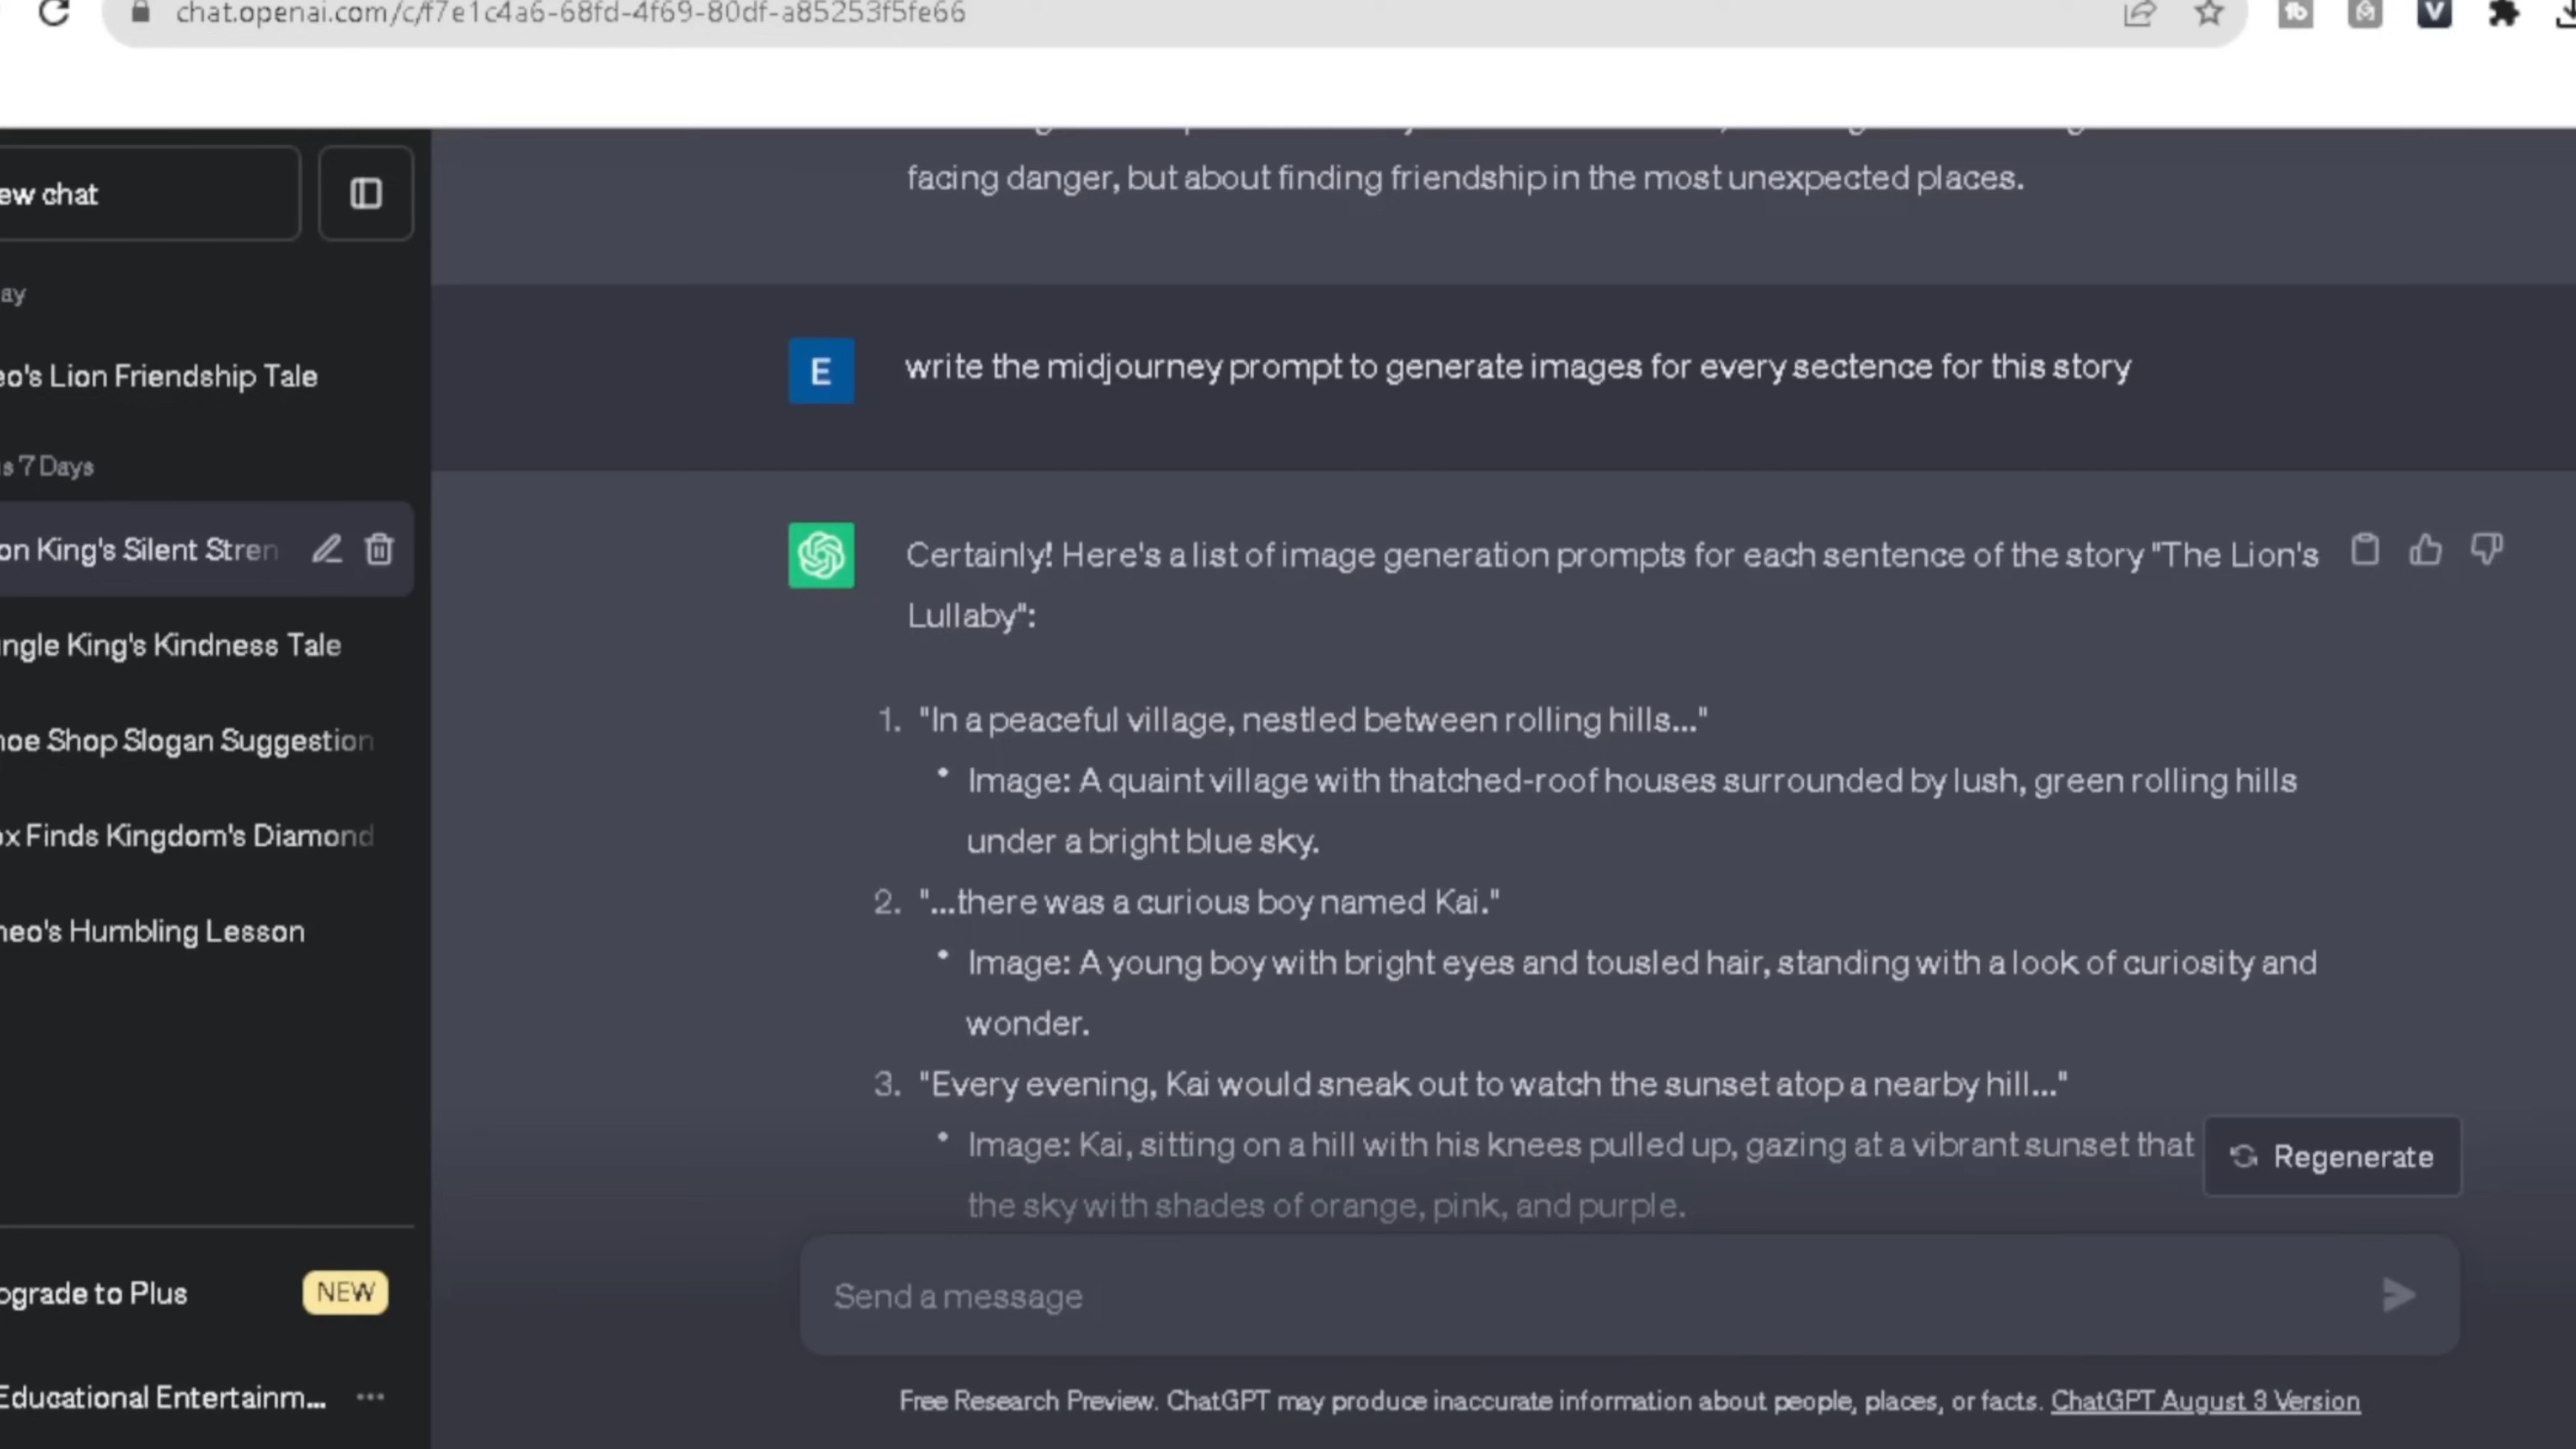 chat.openai.com/c/f7e1c4a6-68fd-4f69-80df-a85253f5fe66
ew chat
ay
eo's Lion Friendship Tale
s 7 Days
on King's Silent Stren
ngle King's Kindness Tale
hoe Shop Slogan Suggestion
ox Finds Kingdom's Diamond
neo's Humbling Lesson
ograde to Plus
NEW
Educational Entertainm...
facing danger, but about finding friendship in the most unexpected places.
E
write the midjourney prompt to generate images for every sectence for this story
Certainly! Here's a list of image generation prompts for each sentence of the story "The Lion's
Lullaby":
1. "In a peaceful village, nestled between rolling hills..."
• Image: A quaint village with thatched-roof houses surrounded by lush, green rolling hills
under a bright blue sky.
2. "...there was a curious boy named Kai."
• Image: A young boy with bright eyes and tousled hair, standing with a look of curiosity and
wonder.
3. "Every evening, Kai would sneak out to watch the sunset atop a nearby hill..."
• Image: Kai, sitting on a hill with his knees pulled up, gazing at a vibrant sunset that
the sky with shades of orange, pink, and purple.
Regenerate
Send a message
Free Research Preview. ChatGPT may produce inaccurate information about people, places, or facts. ChatGPT August 3 Version